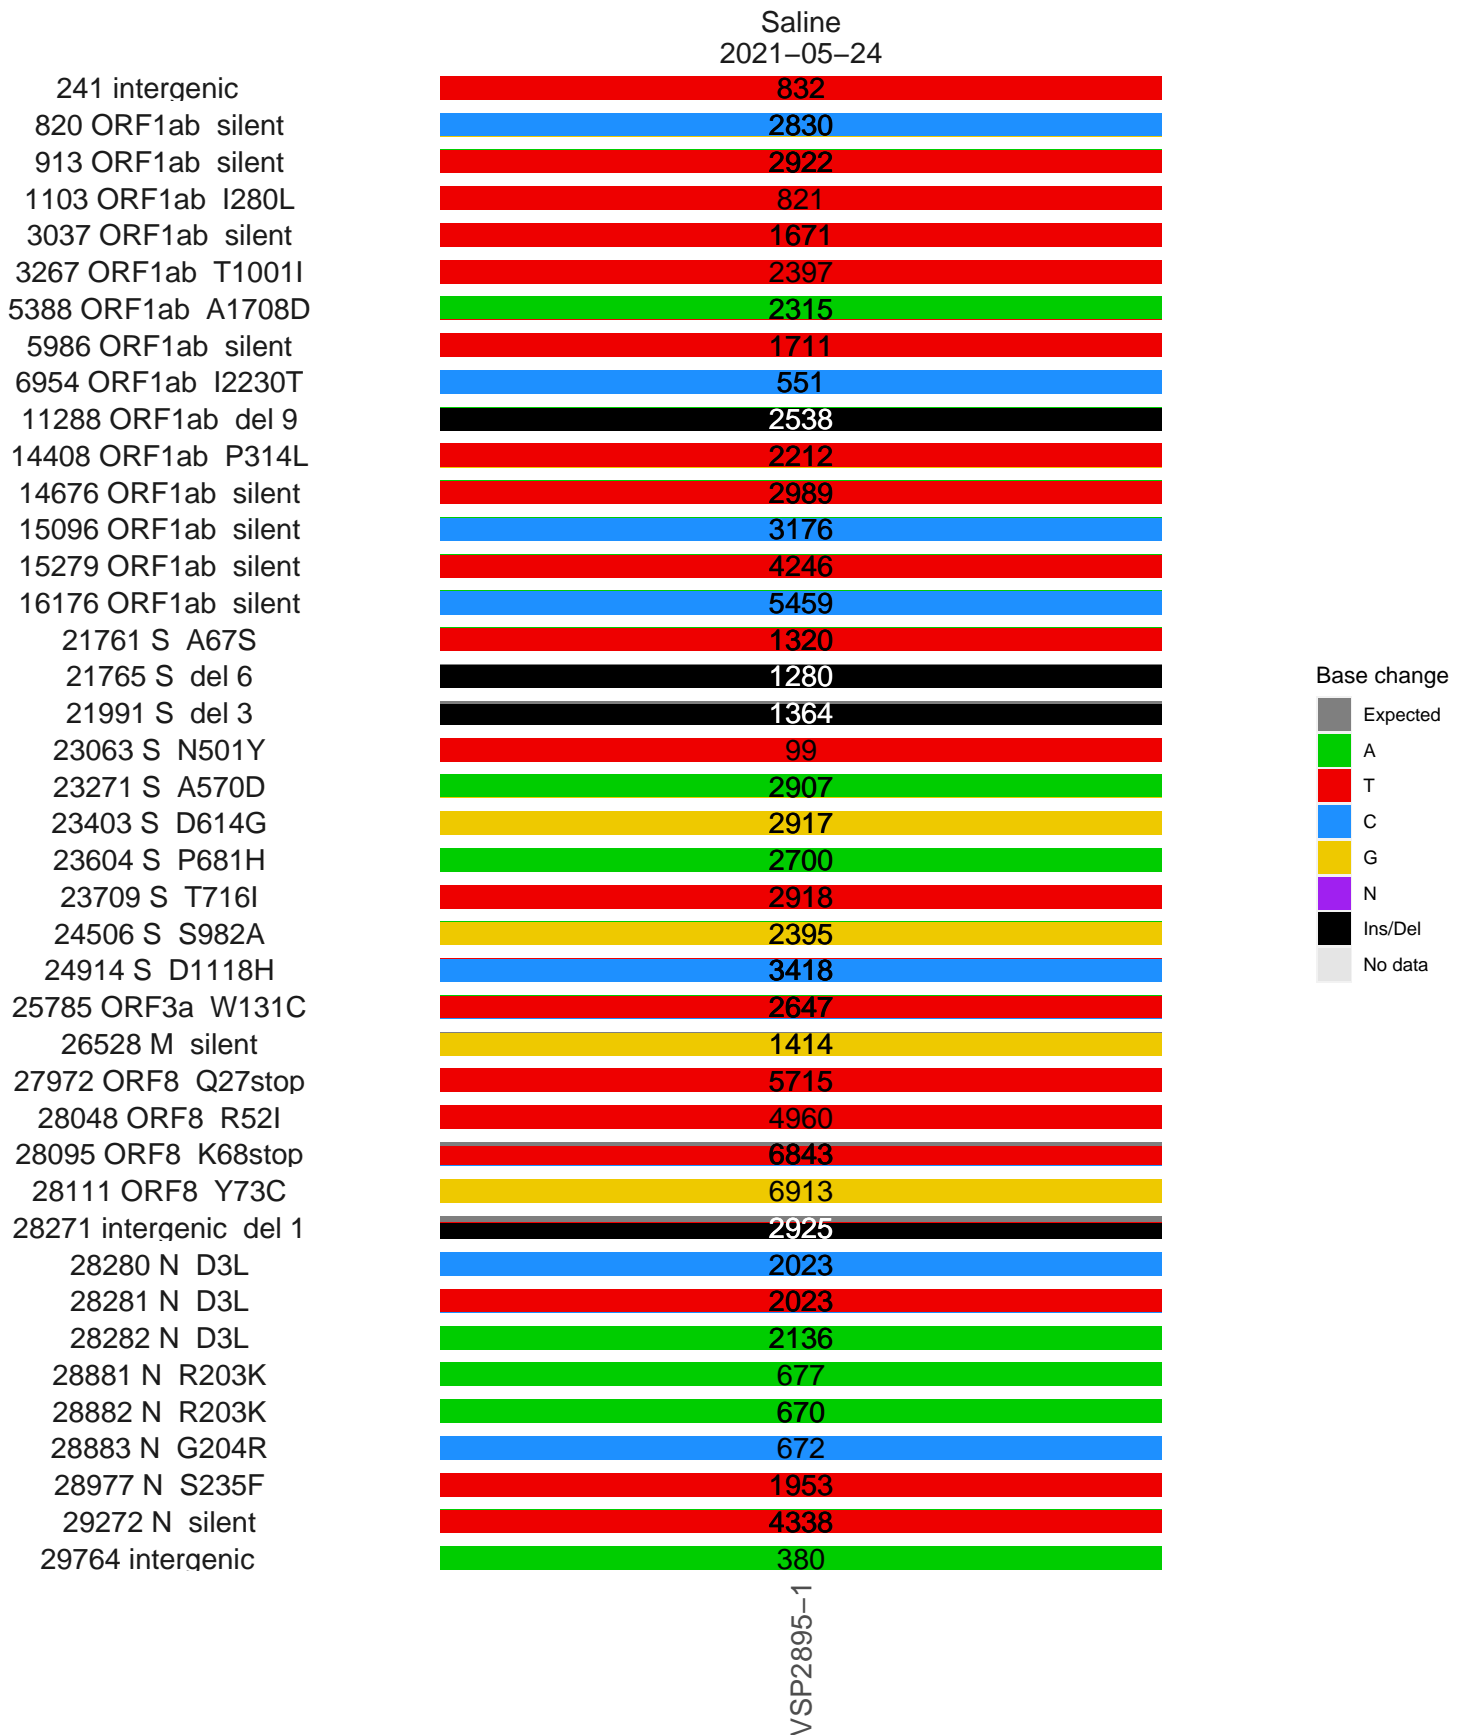 Saline
2021−05−24
241 intergenic 832
820 ORF1ab silent 2830
913 ORF1ab silent 2922
1103 ORF1ab I280L 821
3037 ORF1ab silent 1671
3267 ORF1ab T1001I 2397
5388 ORF1ab A1708D 2315
5986 ORF1ab silent 1711
6954 ORF1ab I2230T 551
11288 ORF1ab del 9 2538
14408 ORF1ab P314L 2212
14676 ORF1ab silent 2989
15096 ORF1ab silent 3176
15279 ORF1ab silent 4246
16176 ORF1ab silent 5459
21761 S A67S 1320
21765 S del 6 1280
21991 S del 3 1364
23063 S N501Y 99
23271 S A570D 2907
23403 S D614G 2917
23604 S P681H 2700
23709 S T716I 2918
24506 S S982A 2395
24914 S D1118H 3418
25785 ORF3a W131C 2647
26528 M silent 1414
27972 ORF8 Q27stop 5715
28048 ORF8 R52I 4960
28095 ORF8 K68stop 6843
28111 ORF8 Y73C 6913
28271 intergenic del 1 2925
28280 N D3L 2023
28281 N D3L 2023
28282 N D3L 2136
28881 N R203K 677
28882 N R203K 670
28883 N G204R 672
28977 N S235F 1953
29272 N silent 4338
29764 intergenic 380
VSP2895−1
Base change
Expected
A
T
C
G
N
Ins/Del
No data